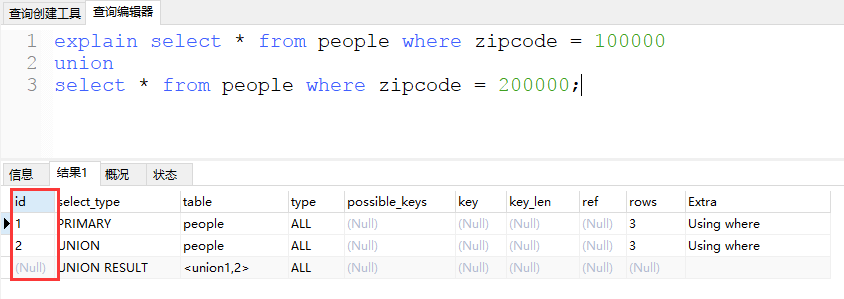 查询创建工具 查询编辑器
1 explain select * from people where zipcode = 100000
2 union
3 select * from people where zipcode = 200000;
信息 结果1 概况 状态
id select_type table type possible_keys key key_len ref rows Extra
1 PRIMARY people ALL (Null) (Null) (Null) (Null) 3 Using where
2 UNION people ALL (Null) (Null) (Null) (Null) 3 Using where
(Null) UNION RESULT <union1,2> ALL (Null) (Null) (Null) (Null) (Null)